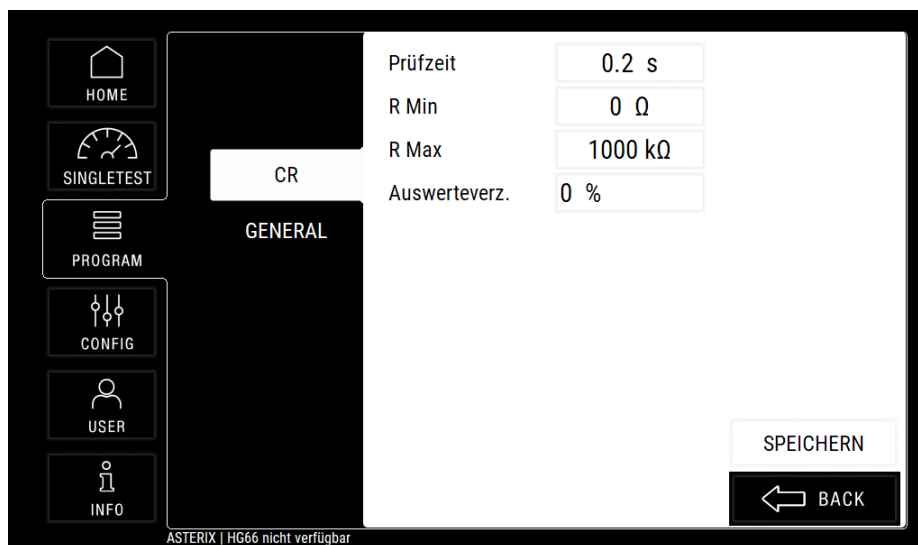 HOME
SINGLETEST
PROGRAM
CONFIG
USER
INFO
CR
GENERAL
Prüfzeit 0.2 s
R Min 0 Ω
R Max 1000 kΩ
Auswerteverz. 0 %
SPEICHERN
BACK
ASTERIX | HG66 nicht verfügbar